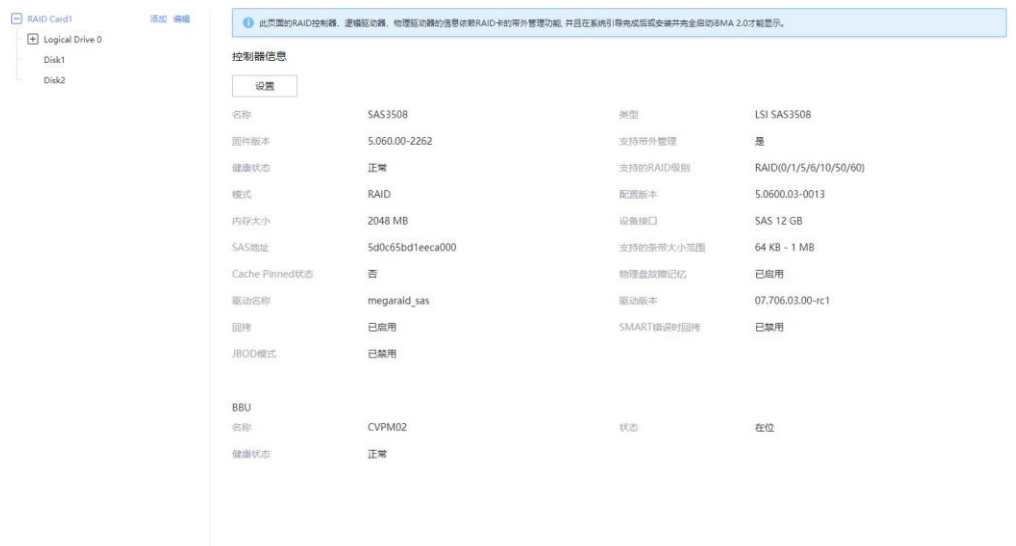 RAID Card1 添加 编辑
Logical Drive 0
Disk1
Disk2
此页面的RAID控制器、逻辑驱动器、物理驱动器的信息依赖RAID卡的带外管理功能, 并且在系统引导完成后或安装并完全启动iBMA 2.0才能显示。
控制器信息
设置
名称 SAS3508 类型 LSI SAS3508
固件版本 5.060.00-2262 支持带外管理 是
健康状态 正常 支持的RAID级别 RAID(0/1/5/6/10/50/60)
模式 RAID 配置版本 5.0600.03-0013
内存大小 2048 MB 设备接口 SAS 12 GB
SAS地址 5d0c65bd1eeca000 支持的条带大小范围 64 KB - 1 MB
Cache Pinned状态 否 物理盘故障记忆 已启用
驱动名称 megaraid_sas 驱动版本 07.706.03.00-rc1
回拷 已启用 SMART错误时回拷 已禁用
JBOD模式 已禁用
BBU
名称 CVPM02 状态 在位
健康状态 正常